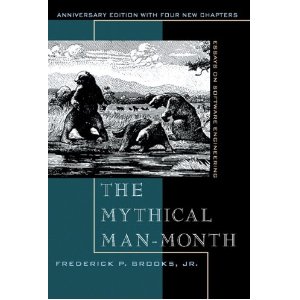 ANNIVERSARY EDITION WITH FOUR NEW CHAPTERS
ESSAYS ON SOFTWARE ENGINEERING
THE
MYTHICAL
MAN-MONTH
FREDERICK P. BROOKS, JR.